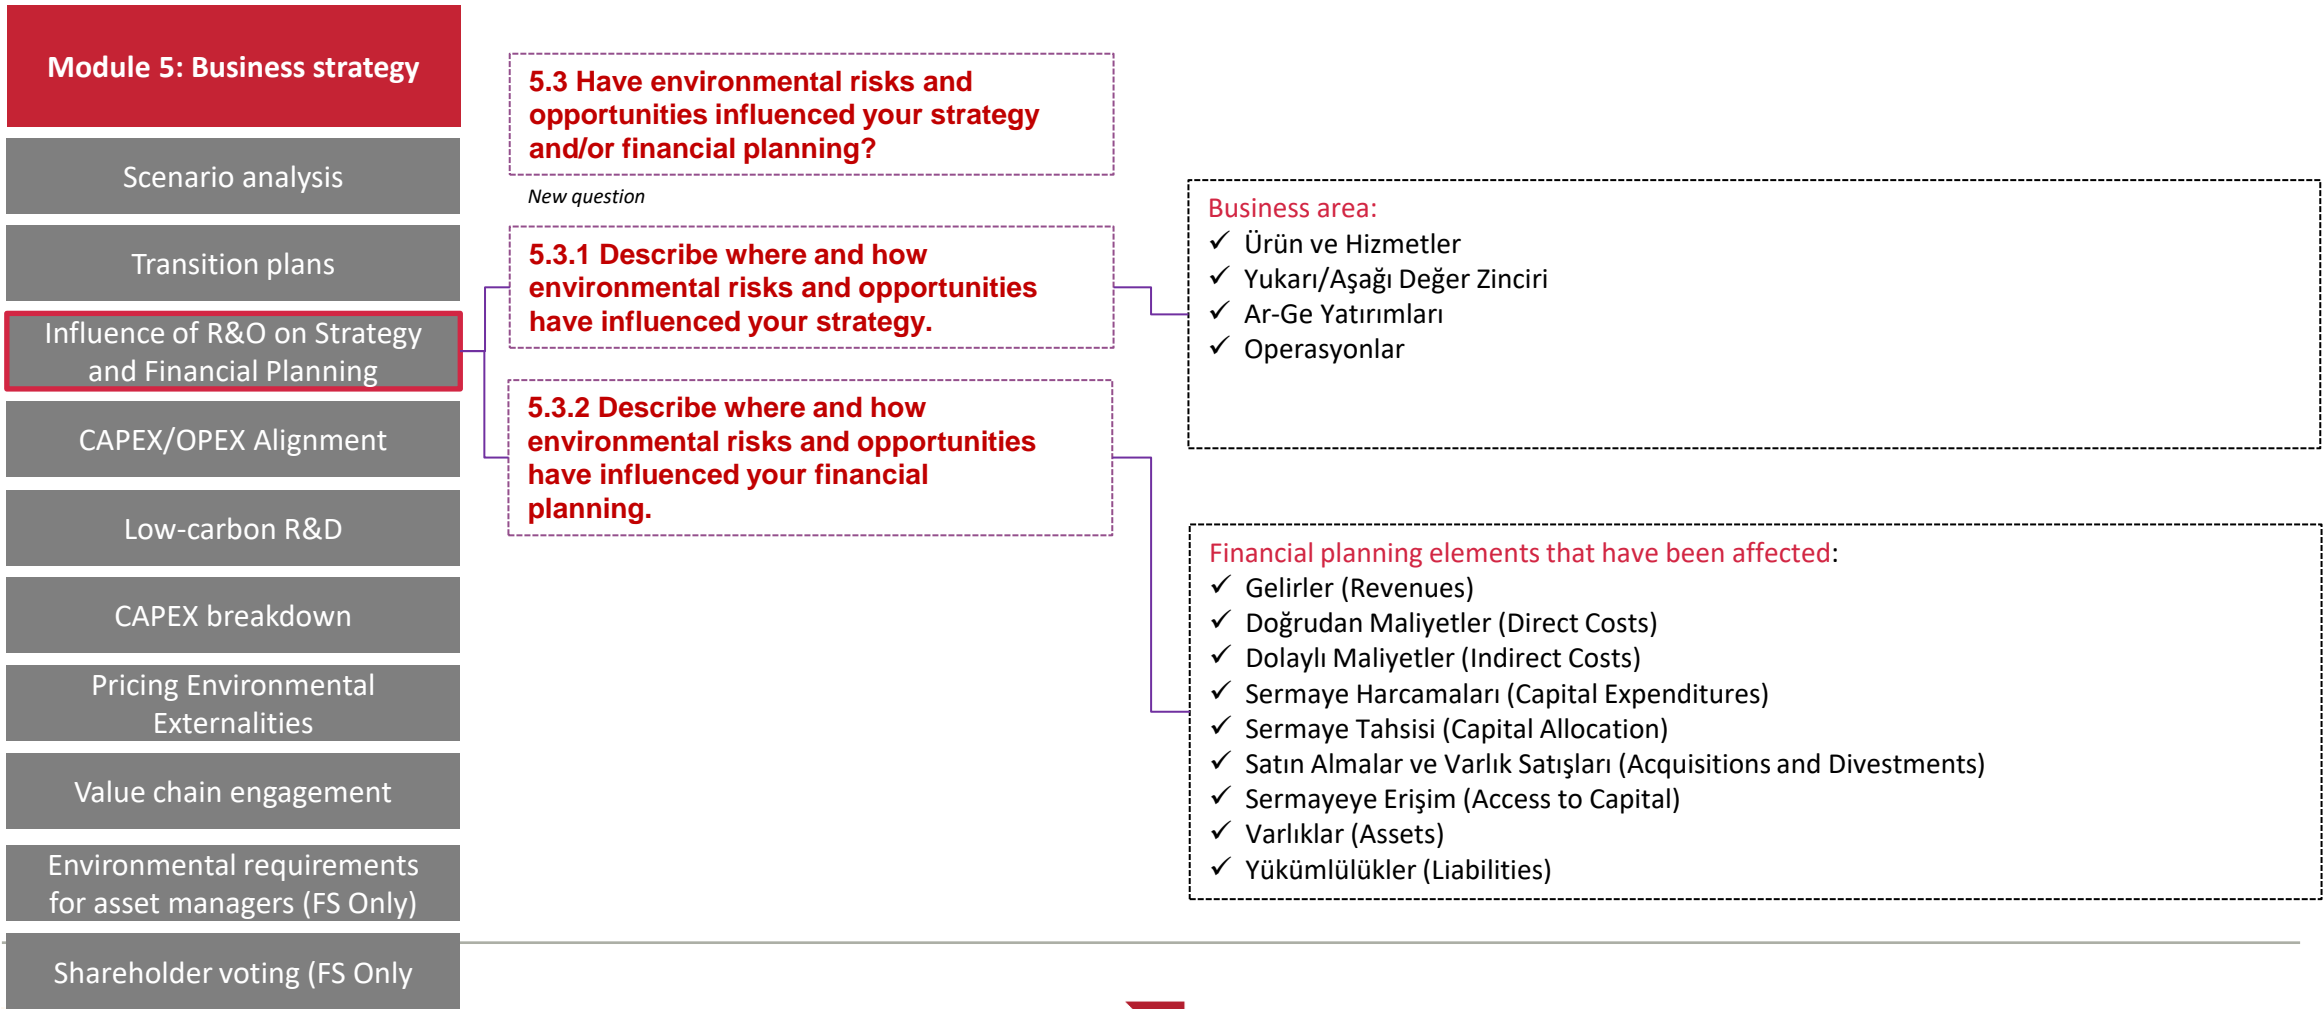 Module 5: Business strategy
Scenario analysis
Transition plans
Influence of R&O on Strategy
and Financial Planning
CAPEX/OPEX Alignment
Low-carbon R&D
CAPEX breakdown
Pricing Environmental
Externalities
Value chain engagement
Environmental requirements
for asset managers (FS Only)
Shareholder voting (FS Only
5.3 Have environmental risks and
opportunities influenced your strategy
and/or financial planning?
New question
5.3.1 Describe where and how
environmental risks and opportunities
have influenced your strategy.
5.3.2 Describe where and how
environmental risks and opportunities
have influenced your financial
planning.
Business area:
✓ Ürün ve Hizmetler
✓ Yukarı/Aşağı Değer Zinciri
✓ Ar-Ge Yatırımları
✓ Operasyonlar
Financial planning elements that have been affected:
✓ Gelirler (Revenues)
✓ Doğrudan Maliyetler (Direct Costs)
✓ Dolaylı Maliyetler (Indirect Costs)
✓ Sermaye Harcamaları (Capital Expenditures)
✓ Sermaye Tahsisi (Capital Allocation)
✓ Satın Almalar ve Varlık Satışları (Acquisitions and Divestments)
✓ Sermayeye Erişim (Access to Capital)
✓ Varlıklar (Assets)
✓ Yükümlülükler (Liabilities)